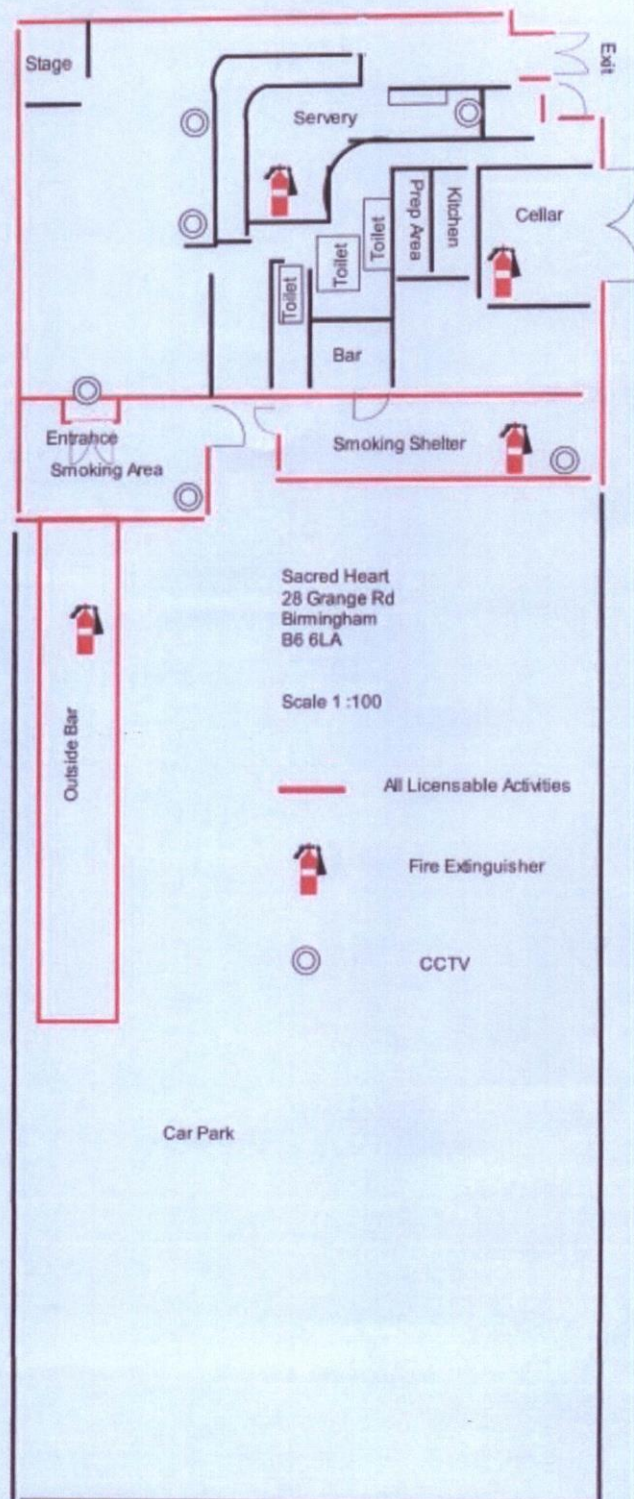 Exit
Stage
Servery
Prep Area
Kitchen
Cellar
Toilet
Toilet
Toilet
Bar
Entrance
Smoking Area
Smoking Shelter
Sacred Heart
28 Grange Rd
Birmingham
B6 6LA
Scale 1 :100
Outside Bar
All Licensable Activities
Fire Extinguisher
CCTV
Car Park